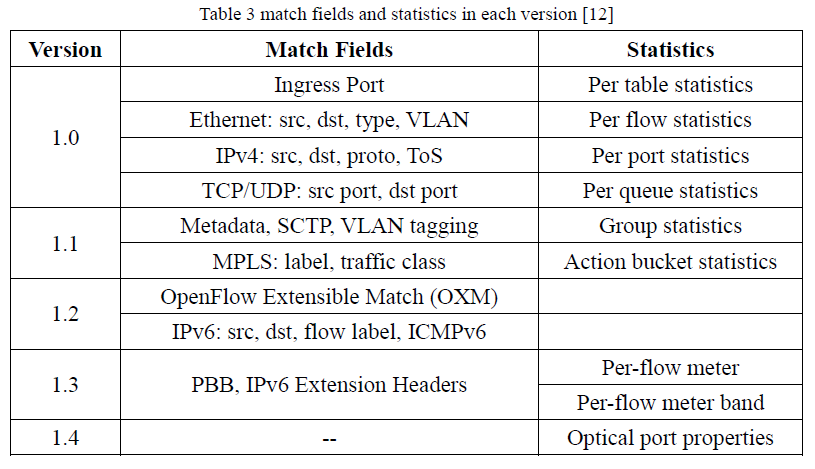 Table 3 match fields and statistics in each version [12]
Version Match Fields Statistics
1.0
Ingress Port Per table statistics
Ethernet: src, dst, type, VLAN Per flow statistics
IPv4: src, dst, proto, ToS Per port statistics
TCP/UDP: src port, dst port Per queue statistics
1.1
Metadata, SCTP, VLAN tagging Group statistics
MPLS: label, traffic class Action bucket statistics
1.2
OpenFlow Extensible Match (OXM)
IPv6: src, dst, flow label, ICMPv6
1.3
PBB, IPv6 Extension Headers
Per-flow meter
Per-flow meter band
1.4 -- Optical port properties